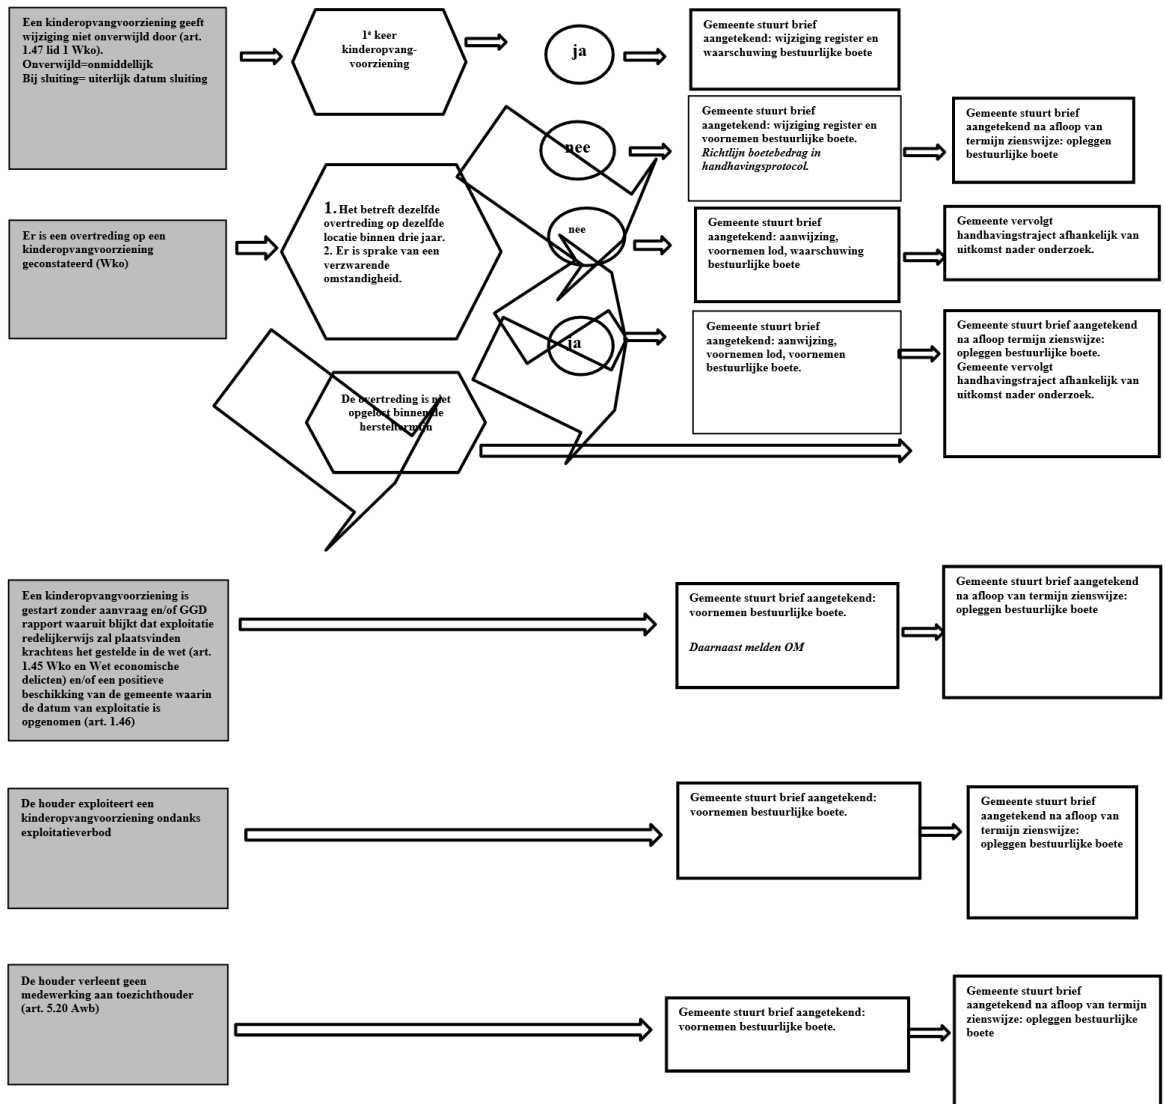 Een kinderopvangvoorziening geeft
wijziging niet onverwijld door (art.
1.47 lid 1 Wko).
Onverwijld=onmiddellijk
Bij sluiting= uiterlijk datum sluiting
1e keer
kinderopvang-
voorziening
ja
Gemeente stuurt brief
aangetekend: wijziging register en
waarschuwing bestuurlijke boete
nee
Gemeente stuurt brief
aangetekend: wijziging register en
voornemen bestuurlijke boete.
Richtlijn boetebedrag in
handhavingsprotocol.
Gemeente stuurt brief
aangetekend na afloop van
termijn zienswijze: opleggen
bestuurlijke boete
Er is een overtreding op een
kinderopvangvoorziening
geconstateerd (Wko)
1. Het betreft dezelfde
overtreding op dezelfde
locatie binnen drie jaar.
2. Er is sprake van een
verzwarende
omstandigheid.
nee
Gemeente stuurt brief
aangetekend: aanwijzing,
voornemen lod, waarschuwing
bestuurlijke boete
Gemeente vervolgt
handhavingstraject afhankelijk van
uitkomst nader onderzoek.
ja
Gemeente stuurt brief
aangetekend: aanwijzing,
voornemen lod, voornemen
bestuurlijke boete.
Gemeente stuurt brief aangetekend
na afloop termijn zienswijze:
opleggen bestuurlijke boete.
Gemeente vervolgt
handhavingstraject afhankelijk van
uitkomst nader onderzoek.
De overtreding is niet
opgelost binnen de
hersteltermijn
Een kinderopvangvoorziening is
gestart zonder aanvraag en/of GGD
rapport waaruit blijkt dat exploitatie
redelijkerwijs zal plaatsvinden
krachtens het gestelde in de wet (art.
1.45 Wko en Wet economische
delicten) en/of een positieve
beschikking van de gemeente waarin
de datum van exploitatie is
opgenomen (art. 1.46)
Gemeente stuurt brief aangetekend:
voornemen bestuurlijke boete.
Daarnaast melden OM
Gemeente stuurt brief aangetekend
na afloop van termijn zienswijze:
opleggen bestuurlijke boete
De houder exploiteert een
kinderopvangvoorziening ondanks
exploitatieverbod
Gemeente stuurt brief aangetekend:
voornemen bestuurlijke boete.
Gemeente stuurt brief
aangetekend na afloop van
termijn zienswijze:
opleggen bestuurlijke boete
De houder verleent geen
medewerking aan toezichthouder
(art. 5.20 Awb)
Gemeente stuurt brief aangetekend:
voornemen bestuurlijke boete.
Gemeente stuurt brief
aangetekend na afloop van termijn
zienswijze: opleggen bestuurlijke
boete